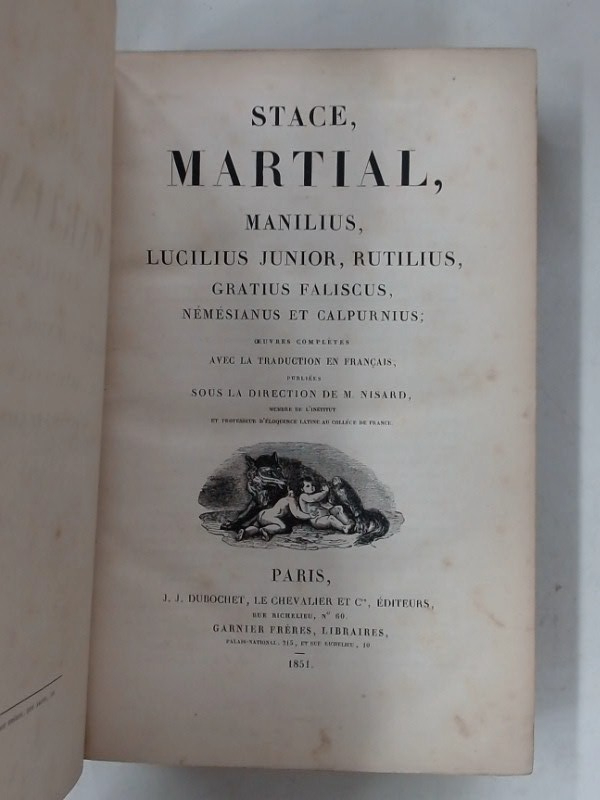 STACE,
MARTIAL,
MANILIUS,
LUCILIUS JUNIOR, RUTILIUS,
GRATIUS FALISCUS,
NÉMÉSIANUS ET CALPURNIUS;
ŒUVRES COMPLÈTES
AVEC LA TRADUCTION EN FRANÇAIS,
PUBLIÉES
SOUS LA DIRECTION DE M. NISARD,
MEMBRE DE L'INSTITUT
ET PROFESSEUR D'ÉLOQUENCE LATINE AU COLLÉGE DE FRANCE.
PARIS,
J. J. DUBOCHET, LE CHEVALIER ET Cie, ÉDITEURS,
RUE RICHELIEU, N° 60
GARNIER FRÈRES, LIBRAIRES,
PALAIS-NATIONAL, 215, ET RUE RICHELIEU, 10
1851.